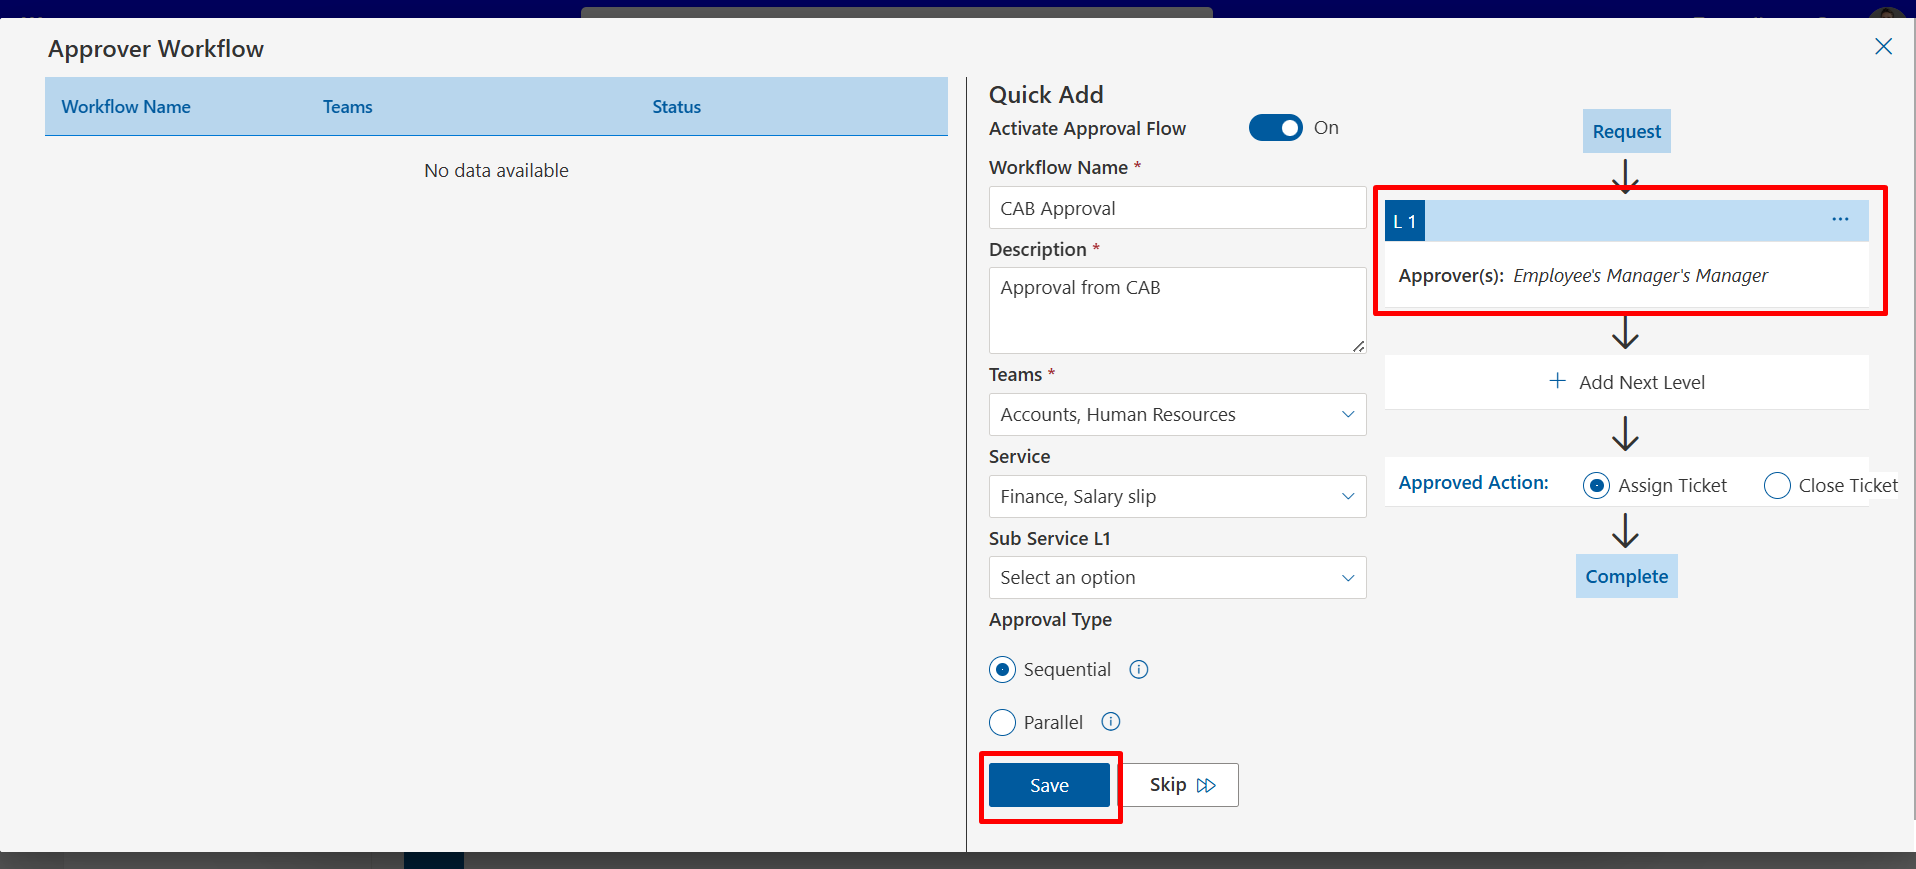 Approver Workflow
Workflow Name Teams Status
No data available
Quick Add
Activate Approval Flow On
Workflow Name *
CAB Approval
Description *
Approval from CAB
Teams *
Accounts, Human Resources
Service
Finance, Salary slip
Sub Service L1
Select an option
Approval Type
Sequential
Parallel
Save Skip
Request
L 1 ...
Approver(s): Employee's Manager's Manager
+ Add Next Level
Approved Action: Assign Ticket Close Ticket
Complete